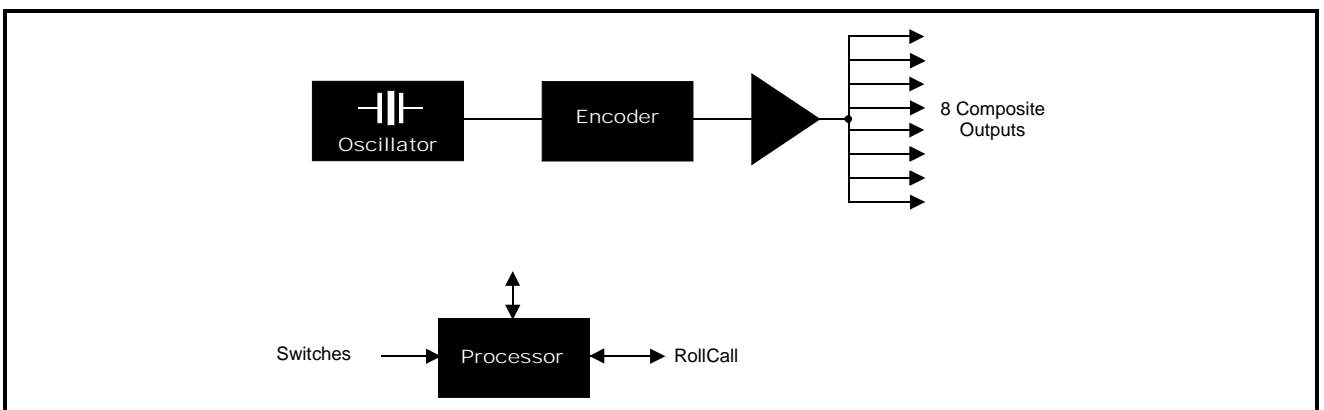 Oscillator
Encoder
8 Composite
Outputs
Switches
Processor
RollCall